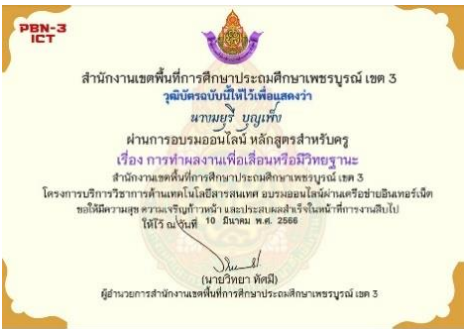 PBN-3
ICT
สำนักงานเขตพื้นที่การศึกษาประถมศึกษาเพชรบูรณ์ เขต 3
วุฒิบัตรฉบับนี้ให้ไว้เพื่อแสดงว่า
นางมยุรี บุญเพ็ง
ผ่านการอบรมออนไลน์ หลักสูตรสำหรับครู
เรื่อง การทำผลงานเพื่อเลื่อนหรือมีวิทยฐานะ
สำนักงานเขตพื้นที่การศึกษาประถมศึกษาเพชรบูรณ์ เขต 3
โครงการบริการวิชาการด้านเทคโนโลยีสารสนเทศ อบรมออนไลน์ผ่านเครือข่ายอินเทอร์เน็ต
ขอให้มีความสุข ความเจริญก้าวหน้า และประสบผลสำเร็จในหน้าที่การงานสืบไป
ให้ไว้ ณ วันที่ 10 มีนาคม พ.ศ. 2566
(นายวิทยา ทัศมี)
ผู้อำนวยการสำนักงานเขตพื้นที่การศึกษาประถมศึกษาเพชรบูรณ์ เขต 3